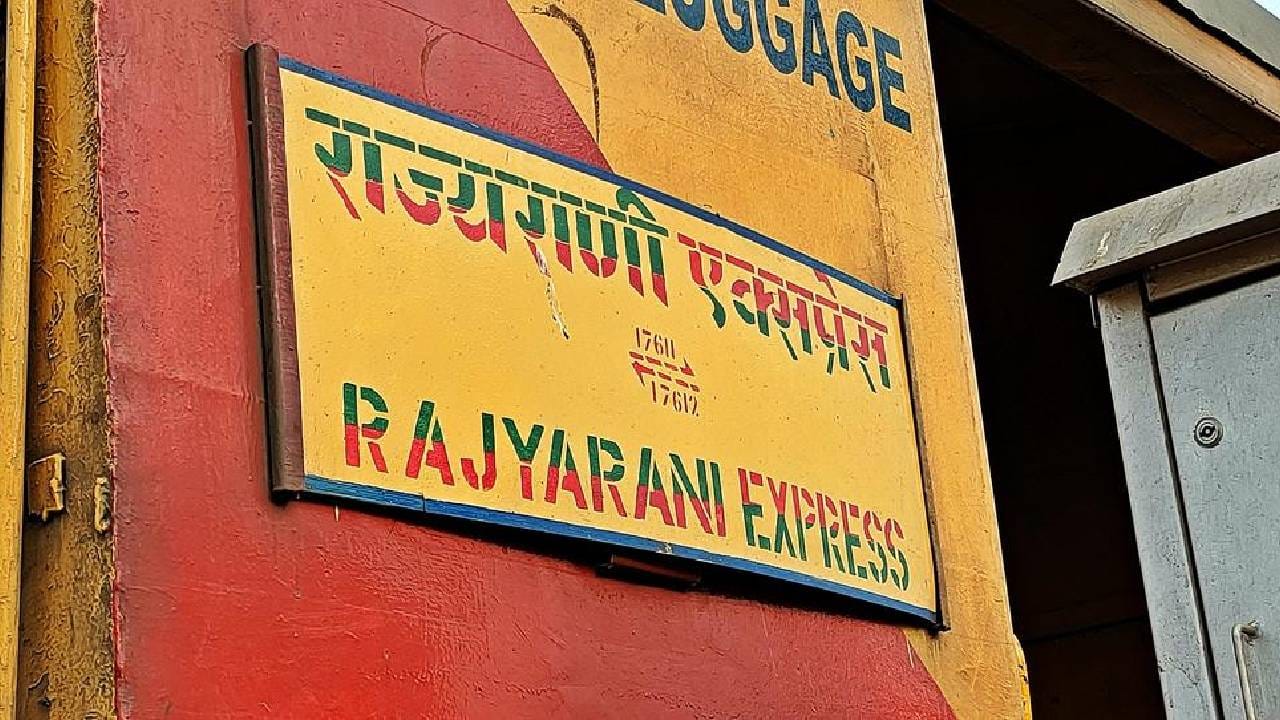 LUGGAGE
राज्यराणी एक्सप्रेस
17611
17612
RAJYARANI EXPRESS